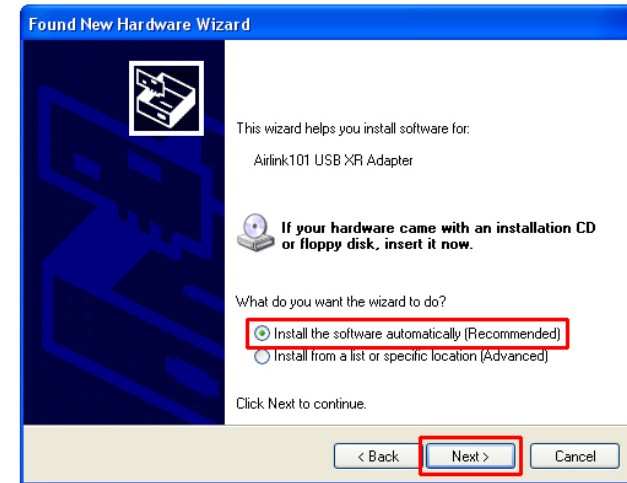 Found New Hardware Wizard
This wizard helps you install software for:
Airlink101 USB XR Adapter
If your hardware came with an installation CD
or floppy disk, insert it now.
What do you want the wizard to do?
Install the software automatically (Recommended)
Install from a list or specific location (Advanced)
Click Next to continue.
< Back Next > Cancel